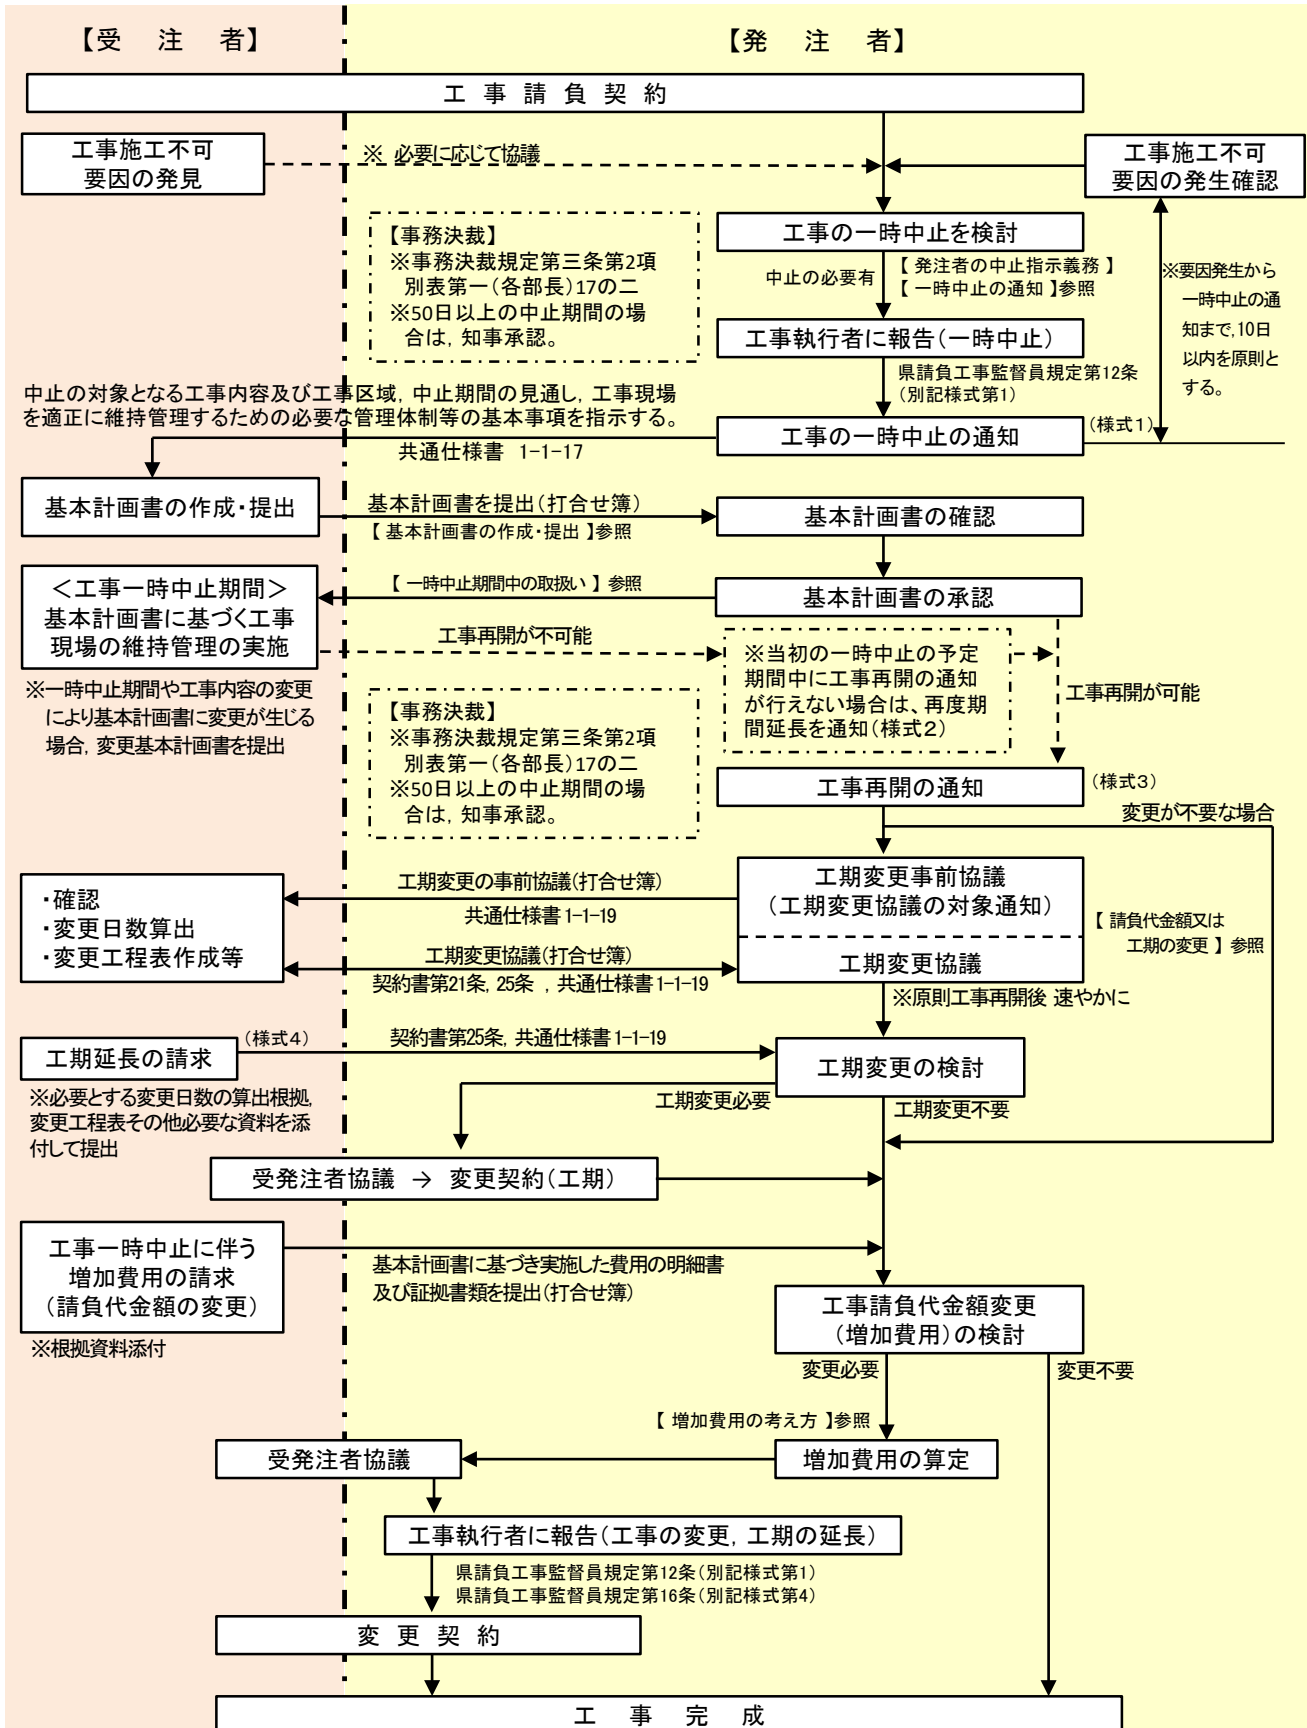 【受　注　者】
【発　注　者】
工 事 請 負 契 約
工事施工不可
要因の発見
※ 必要に応じて協議
工事施工不可
要因の発生確認
【事務決裁】
※事務決裁規定第三条第2項
別表第一(各部長)17の二
※50日以上の中止期間の場
合は, 知事承認。
工事の一時中止を検討
中止の必要有
【 発注者の中止指示義務 】
【 一時中止の通知 】参照
※要因発生から
一時中止の通
知まで,10日
以内を原則と
する。
工事執行者に報告(一時中止)
県請負工事監督員規定第12条
(別記様式第1)
中止の対象となる工事内容及び工事区域, 中止期間の見通し, 工事現場
を適正に維持管理するための必要な管理体制等の基本事項を指示する。
工事の一時中止の通知
(様式1)
共通仕様書 1-1-17
基本計画書の作成・提出
基本計画書を提出(打合せ簿)
【 基本計画書の作成・提出 】参照
基本計画書の確認
<工事一時中止期間>
基本計画書に基づく工事
現場の維持管理の実施
【 一時中止期間中の取扱い 】 参照
基本計画書の承認
工事再開が不可能
※当初の一時中止の予定
期間中に工事再開の通知
が行えない場合は、再度期
間延長を通知(様式2)
工事再開が可能
※一時中止期間や工事内容の変更
により基本計画書に変更が生じる
場合, 変更基本計画書を提出
【事務決裁】
※事務決裁規定第三条第2項
別表第一(各部長)17の二
※50日以上の中止期間の場
合は, 知事承認。
工事再開の通知
(様式3)
変更が不要な場合
・確認
・変更日数算出
・変更工程表作成等
工期変更の事前協議(打合せ簿)
共通仕様書 1-1-19
工期変更事前協議
(工期変更協議の対象通知)
【 請負代金額又は
工期の変更 】 参照
工期変更協議(打合せ簿)
契約書第21条, 25条 , 共通仕様書 1-1-19
工期変更協議
※原則工事再開後 速やかに
工期延長の請求
(様式4)
契約書第25条, 共通仕様書 1-1-19
工期変更の検討
※必要とする変更日数の算出根拠,
変更工程表その他必要な資料を添
付して提出
工期変更必要
工期変更不要
受発注者協議 → 変更契約(工期)
工事一時中止に伴う
増加費用の請求
(請負代金額の変更)
※根拠資料添付
基本計画書に基づき実施した費用の明細書
及び証拠書類を提出(打合せ簿)
工事請負代金額変更
(増加費用)の検討
変更必要
変更不要
【 増加費用の考え方 】参照
受発注者協議
増加費用の算定
工事執行者に報告(工事の変更, 工期の延長)
県請負工事監督員規定第12条(別記様式第1)
県請負工事監督員規定第16条(別記様式第4)
変 更 契 約
工 事 完 成